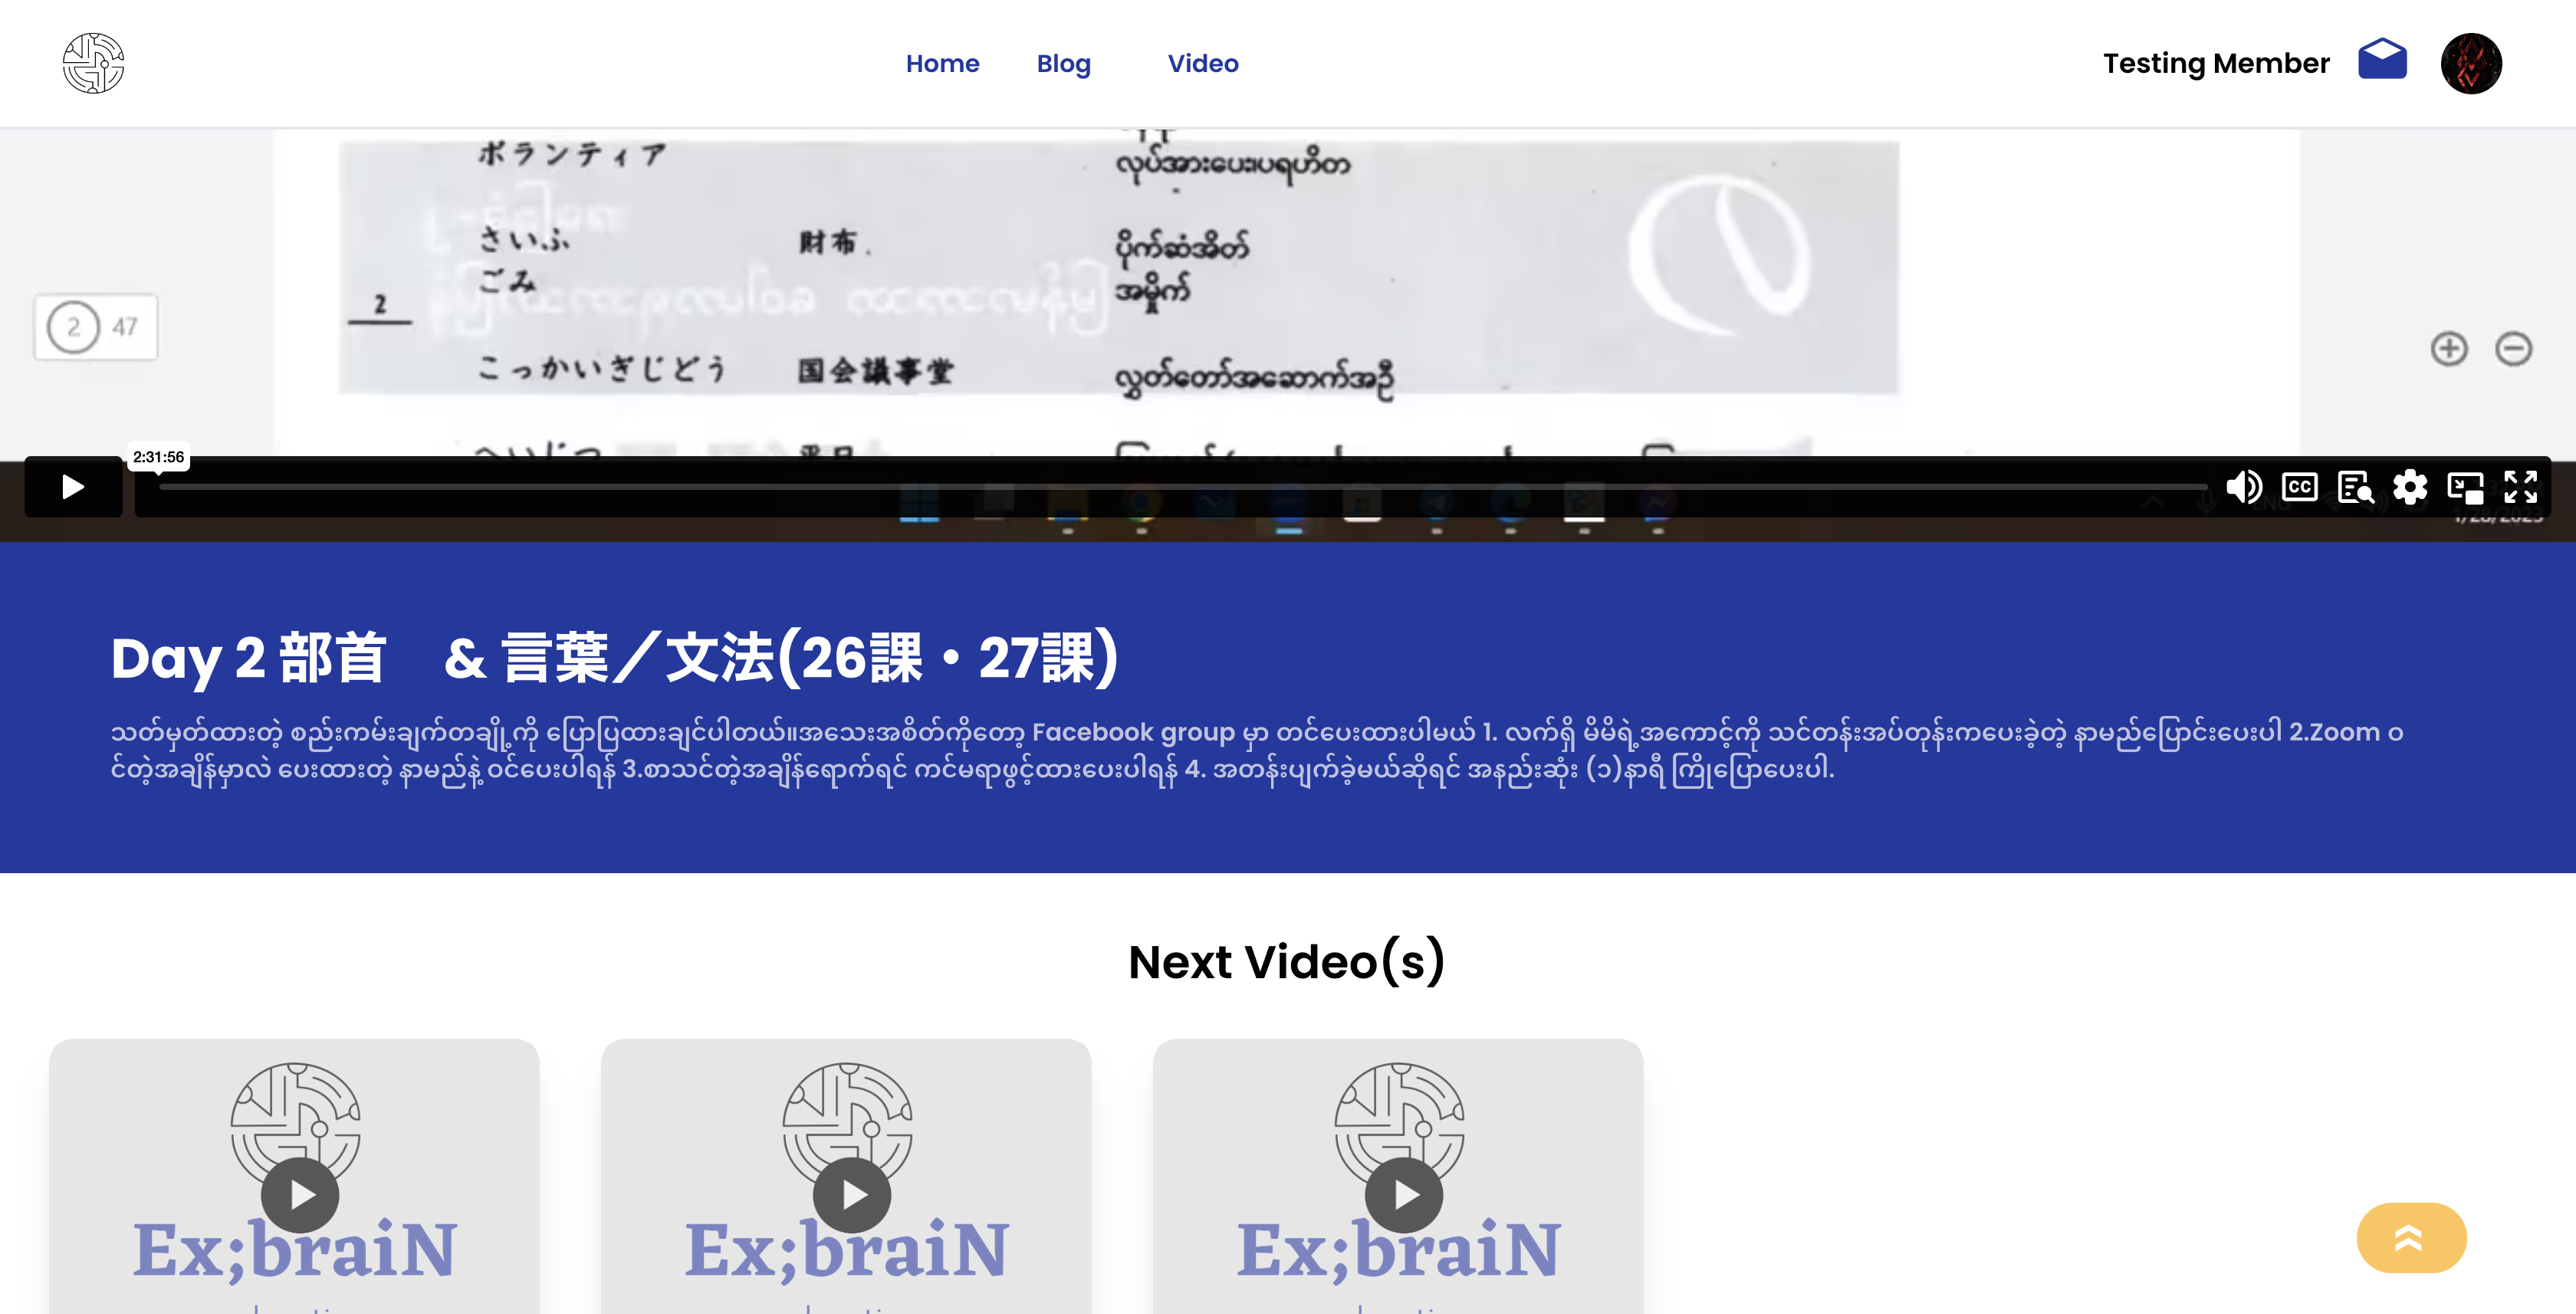 Home Blog Video Testing Member
ボランティア လုပ်အားပေး၊ပရဟိတ
さいふ 財布 ပိုက်ဆံအိတ်
ごみ အမှိုက်
2
2 47
こっかいぎじどう 国会議事堂 လွှတ်တော်အဆောက်အဦ
2:31:56
CC
1/28/2023
Day 2 部首　& 言葉／文法(26課・27課)
သတ်မှတ်ထားတဲ့ စည်းကမ်းချက်တချို့ကို ပြောပြထားချင်ပါတယ်။အသေးအစိတ်ကိုတော့ Facebook group မှာ တင်ပေးထားပါမယ် 1. လက်ရှိ မိမိရဲ့အကောင့်ကို သင်တန်းအပ်တုန်းကပေးခဲ့တဲ့ နာမည်ပြောင်းပေးပါ 2.Zoom ဝ
င်တဲ့အချိန်မှာလဲ ပေးထားတဲ့ နာမည်နဲ့ ဝင်ပေးပါရန် 3.စာသင်တဲ့အချိန်ရောက်ရင် ကင်မရာဖွင့်ထားပေးပါရန် 4. အတန်းပျက်ခဲ့မယ်ဆိုရင် အနည်းဆုံး (၁)နာရီ ကြိုပြောပေးပါ.
Next Video(s)
Ex;braiN Ex;braiN Ex;braiN